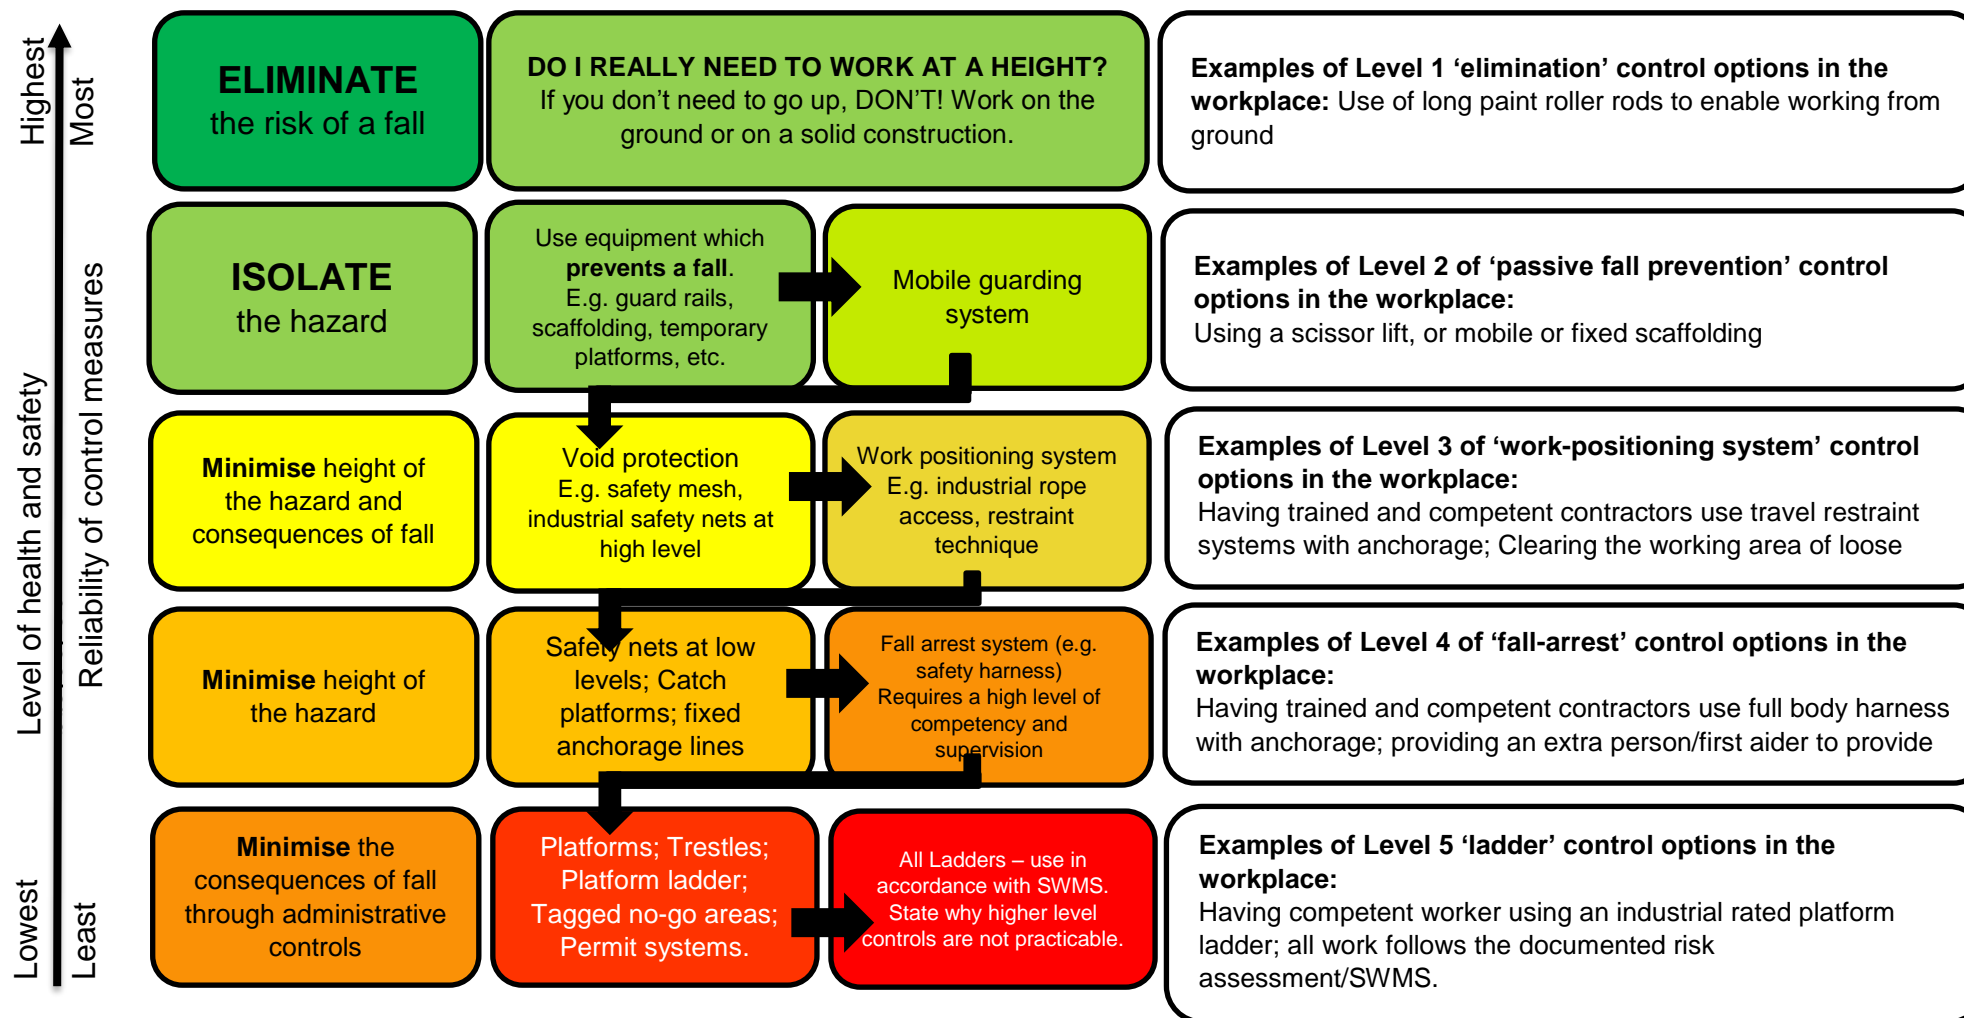 Highest
Most
Level of health and safety
Reliability of control measures
Lowest
Least
ELIMINATE
the risk of a fall
DO I REALLY NEED TO WORK AT A HEIGHT?
If you don’t need to go up, DON’T! Work on the
ground or on a solid construction.
Examples of Level 1 ‘elimination’ control options in the
workplace: Use of long paint roller rods to enable working from
ground
ISOLATE
the hazard
Use equipment which
prevents a fall.
E.g. guard rails,
scaffolding, temporary
platforms, etc.
Mobile guarding
system
Examples of Level 2 of ‘passive fall prevention’ control
options in the workplace:
Using a scissor lift, or mobile or fixed scaffolding
Minimise height of
the hazard and
consequences of fall
Void protection
E.g. safety mesh,
industrial safety nets at
high level
Work positioning system
E.g. industrial rope
access, restraint
technique
Examples of Level 3 of ‘work-positioning system’ control
options in the workplace:
Having trained and competent contractors use travel restraint
systems with anchorage; Clearing the working area of loose
Minimise height of
the hazard
Safety nets at low
levels; Catch
platforms; fixed
anchorage lines
Fall arrest system (e.g.
safety harness)
Requires a high level of
competency and
supervision
Examples of Level 4 of ‘fall-arrest’ control options in the
workplace:
Having trained and competent contractors use full body harness
with anchorage; providing an extra person/first aider to provide
Minimise the
consequences of fall
through administrative
controls
Platforms; Trestles;
Platform ladder;
Tagged no-go areas;
Permit systems.
All Ladders – use in
accordance with SWMS.
State why higher level
controls are not practicable.
Examples of Level 5 ‘ladder’ control options in the
workplace:
Having competent worker using an industrial rated platform
ladder; all work follows the documented risk
assessment/SWMS.